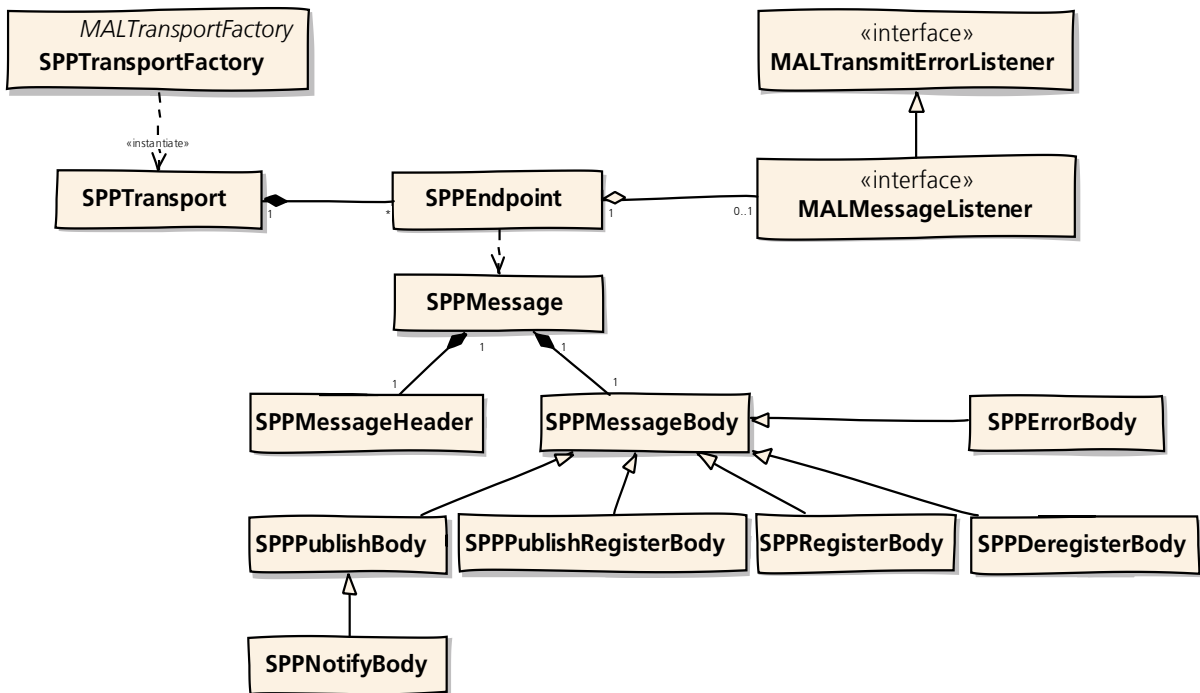 MALTransportFactory
SPPTransportFactory
«interface»
MALTransmitErrorListener
«instantiate»
SPPTransport
1
*
SPPEndpoint
1
0..1
«interface»
MALMessageListener
SPPMessage
1
1
1
1
SPPMessageHeader
SPPMessageBody
SPPErrorBody
SPPPublishBody
SPPPublishRegisterBody
SPPRegisterBody
SPPDeregisterBody
SPPNotifyBody